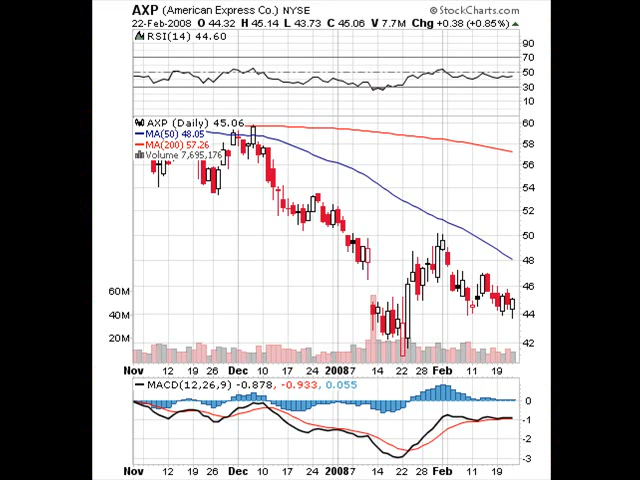 AXP (American Express Co.) NYSE © StockCharts.com
22-Feb-2008 O 44.32 H 45.14 L 43.73 C 45.06 V 7.7M Chg +0.38 (+0.85%)
RSI(14) 44.60
90
70
50
30
10
AXP (Daily) 45.06
MA(50) 48.05
MA(200) 57.26
Volume 7,695,176
60
58
56
54
52
50
48
46
44
42
60M
40M
20M
Nov 12 19 26 Dec 10 17 24 2008 7 14 22 28 Feb 11 19
MACD(12,26,9) -0.878, -0.933, 0.055
0
-1
-2
-3
Nov 12 19 26 Dec 10 17 24 2008 7 14 22 28 Feb 11 19